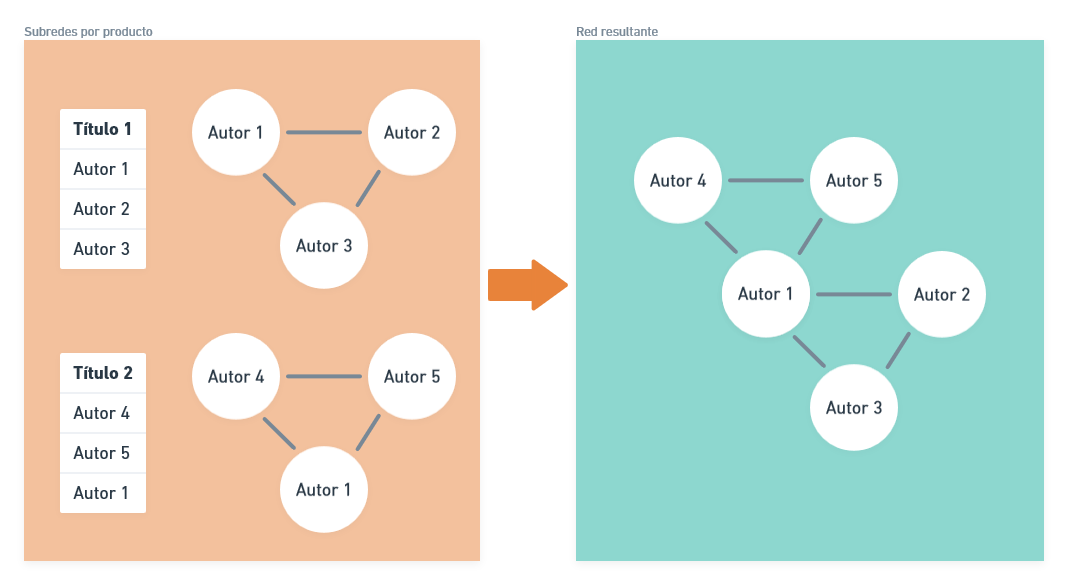 Subredes por producto
Título 1
Autor 1
Autor 2
Autor 3
Autor 1
Autor 2
Autor 3
Título 2
Autor 4
Autor 5
Autor 1
Autor 4
Autor 5
Autor 1
Red resultante
Autor 4
Autor 5
Autor 1
Autor 2
Autor 3